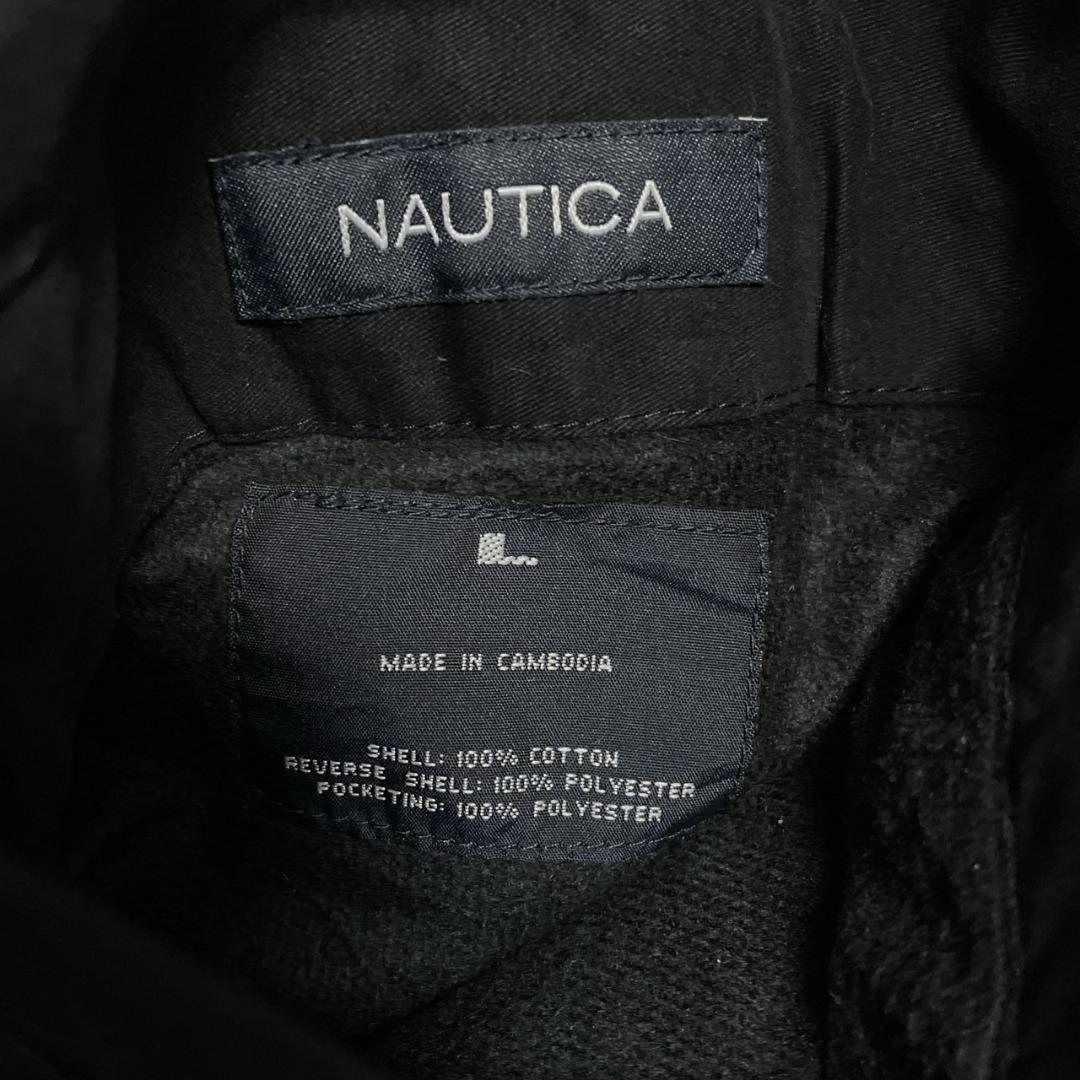 NAUTICA
L
MADE IN CAMBODIA
SHELL: 100% COTTON
REVERSE SHELL: 100% POLYESTER
POCKETING: 100% POLYESTER